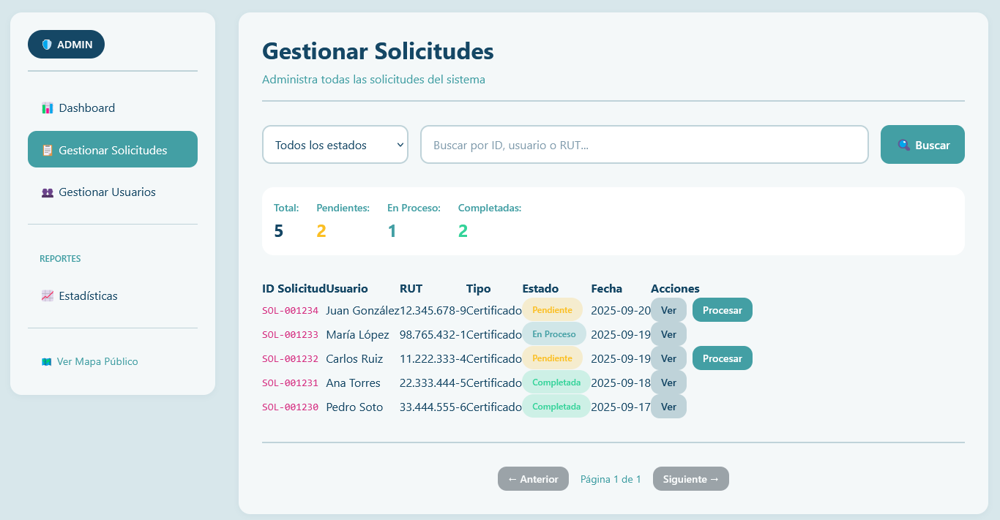 ADMIN
Dashboard
Gestionar Solicitudes
Gestionar Usuarios
REPORTES
Estadísticas
Ver Mapa Público
Gestionar Solicitudes
Administra todas las solicitudes del sistema
Todos los estados Buscar por ID, usuario o RUT... Buscar
Total: Pendientes: En Proceso: Completadas:
5 2 1 2
ID Solicitud Usuario RUT Tipo Estado Fecha Acciones
SOL-001234 Juan González 12.345.678-9 Certificado Pendiente 2025-09-20 Ver Procesar
SOL-001233 María López 98.765.432-1 Certificado En Proceso 2025-09-19 Ver
SOL-001232 Carlos Ruiz 11.222.333-4 Certificado Pendiente 2025-09-19 Ver Procesar
SOL-001231 Ana Torres 22.333.444-5 Certificado Completada 2025-09-18 Ver
SOL-001230 Pedro Soto 33.444.555-6 Certificado Completada 2025-09-17 Ver
← Anterior Página 1 de 1 Siguiente →